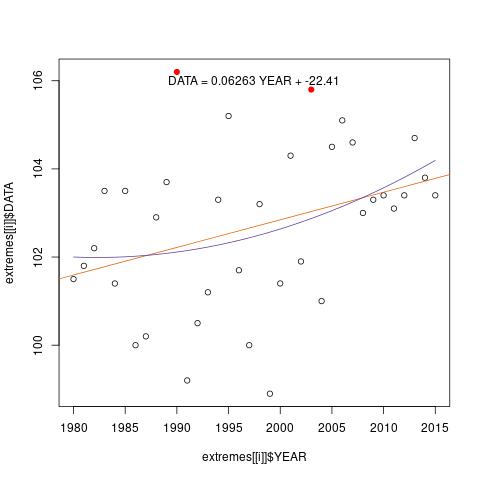 DATA = 0.06263 YEAR + -22.41
extremes[[i]]$DATA
106
104
102
100
1980 1985 1990 1995 2000 2005 2010 2015
extremes[[i]]$YEAR